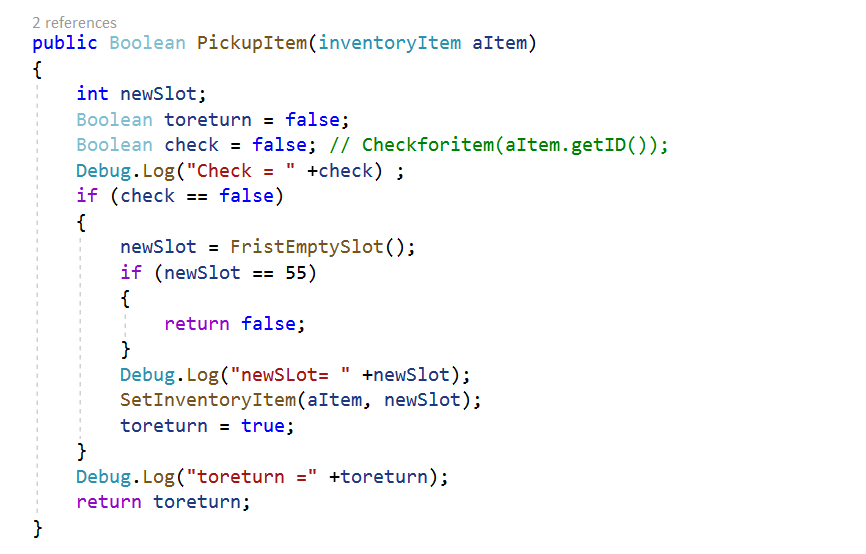 2 references
public Boolean PickupItem(inventoryItem aItem)
{
int newSlot;
Boolean toreturn = false;
Boolean check = false; // Checkforitem(aItem.getID());
Debug.Log("Check = " +check) ;
if (check == false)
{
newSlot = FristEmptySlot();
if (newSlot == 55)
{
return false;
}
Debug.Log("newSLot= " +newSlot);
SetInventoryItem(aItem, newSlot);
toreturn = true;
}
Debug.Log("toreturn =" +toreturn);
return toreturn;
}